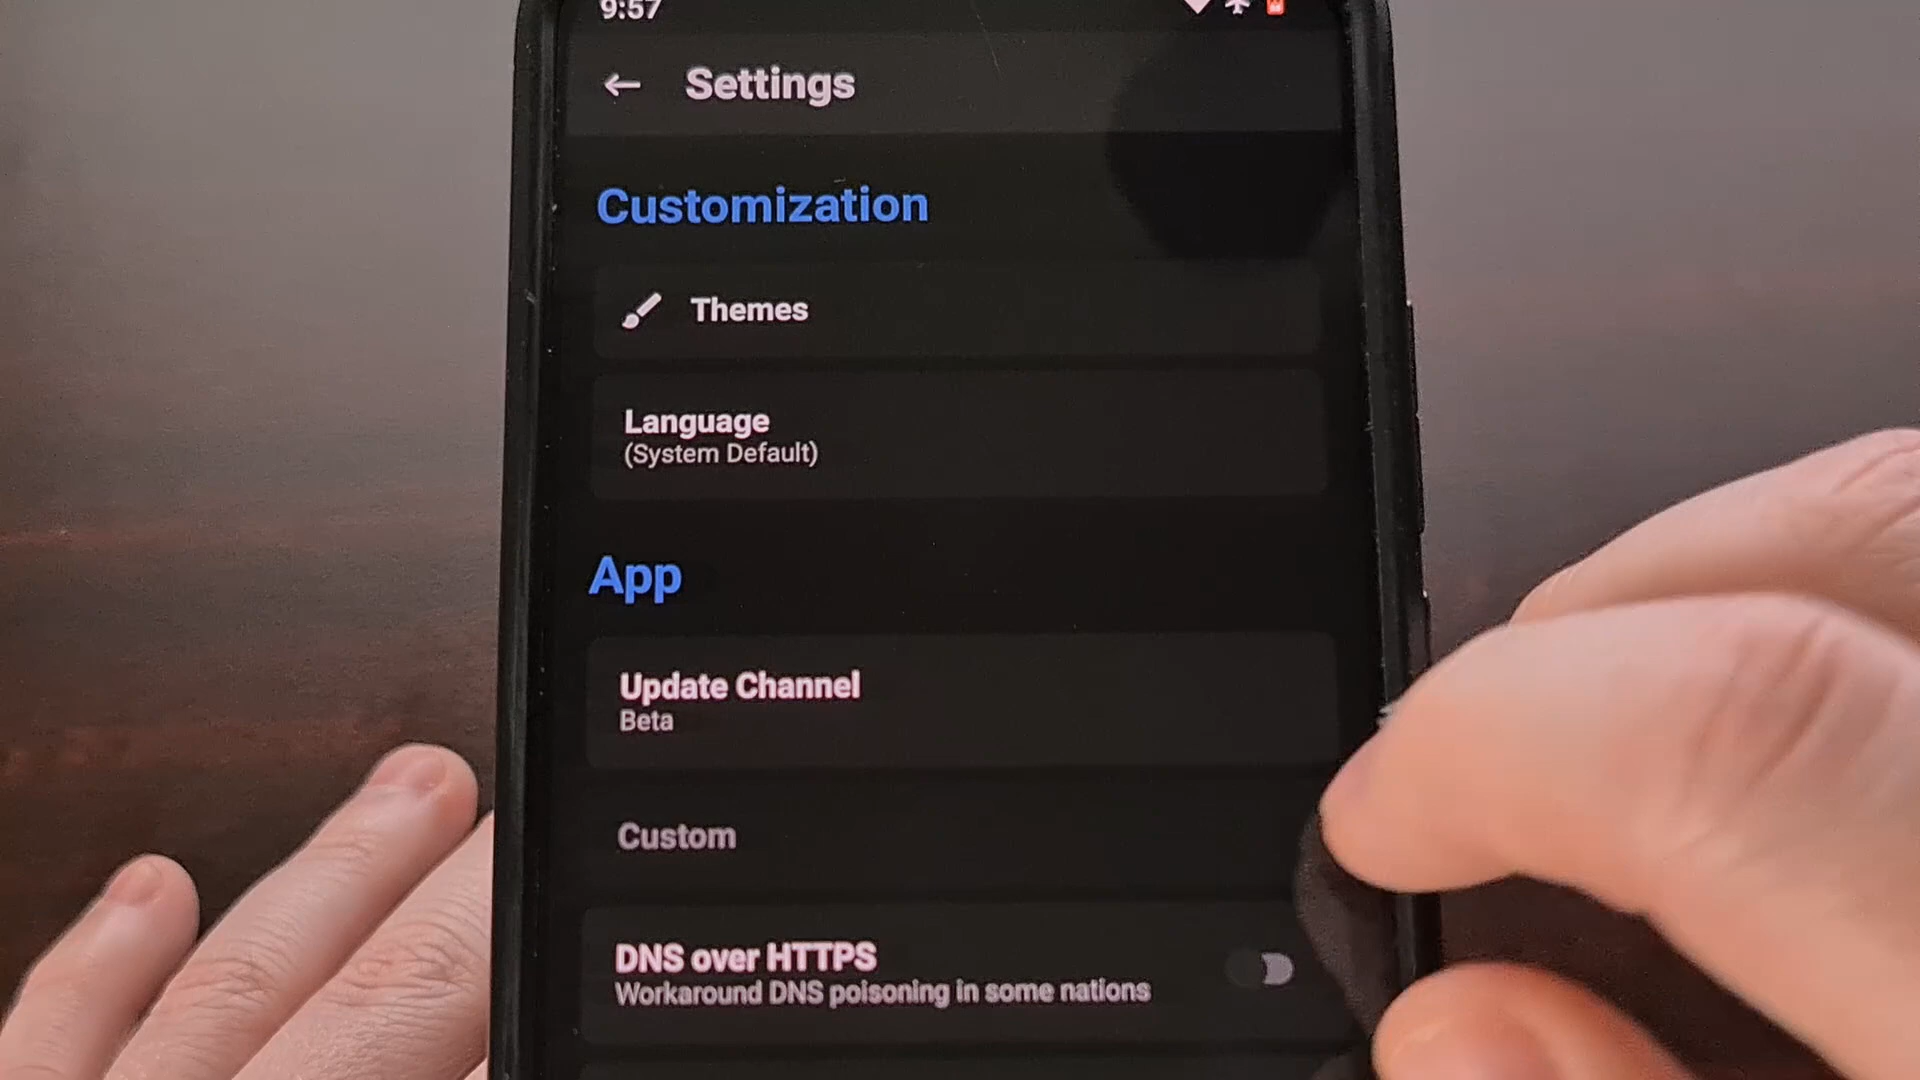 9:57
Settings
Customization
Themes
Language
(System Default)
App
Update Channel
Beta
Custom
DNS over HTTPS
Workaround DNS poisoning in some nations